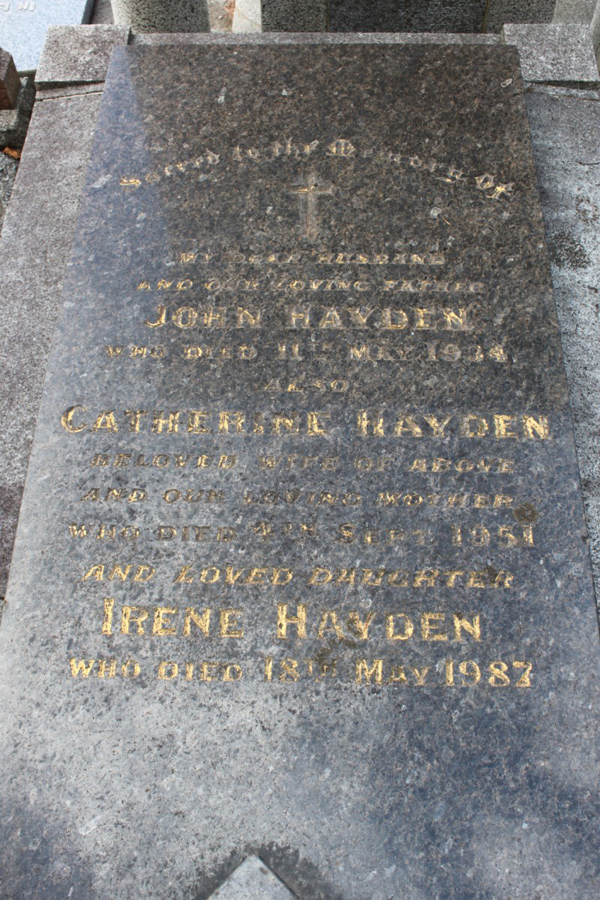 Sacred to the Memory Of
MY DEAR HUSBAND
AND OUR LOVING FATHER
JOHN HAYDEN
WHO DIED 11TH MAY 1934
ALSO
CATHERINE HAYDEN
BELOVED WIFE OF ABOVE
AND OUR LOVING MOTHER
WHO DIED 4TH SEPT. 1951
AND LOVED DAUGHTER
IRENE HAYDEN
WHO DIED 18TH MAY 1987